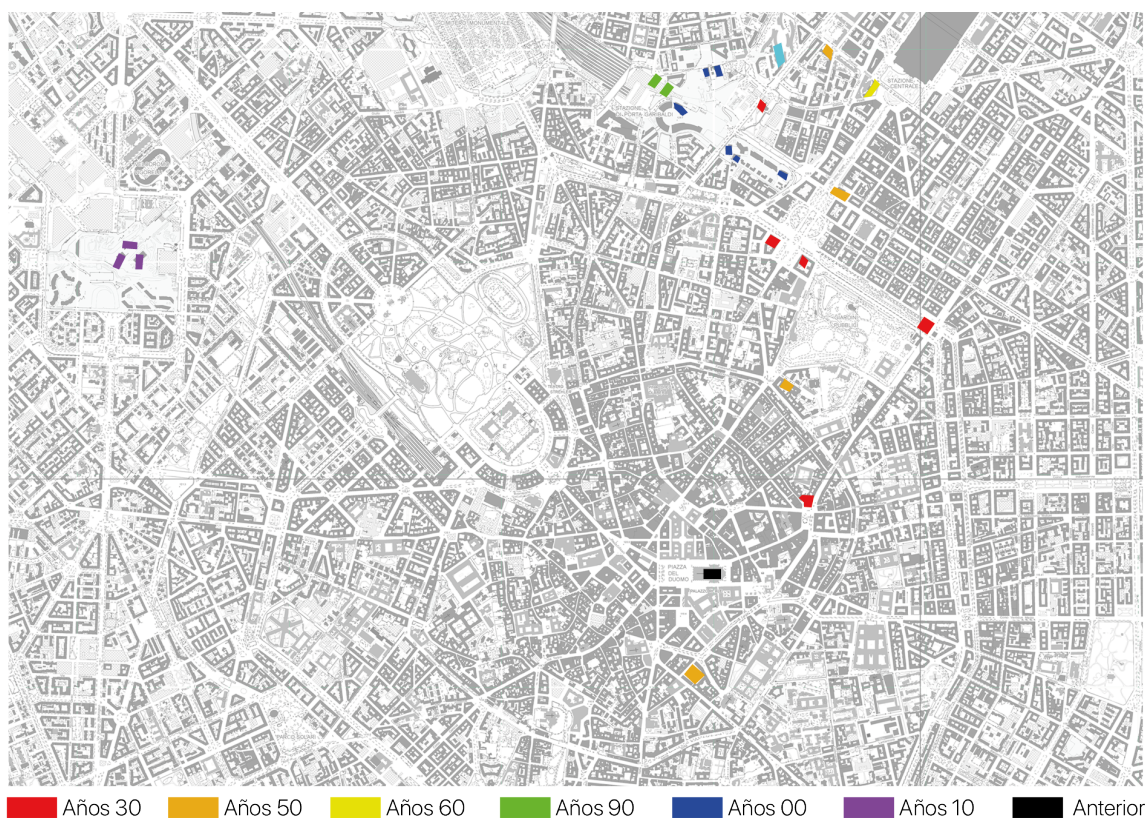 CIMITERO MONUMENTALE
STAZIONE
CENTRALE
STAZIONE
DI PORTA GARIBALDI
PIAZZA
DEL
DUOMO
Años 30
Años 50
Años 60
Años 90
Años 00
Años 10
Anterior